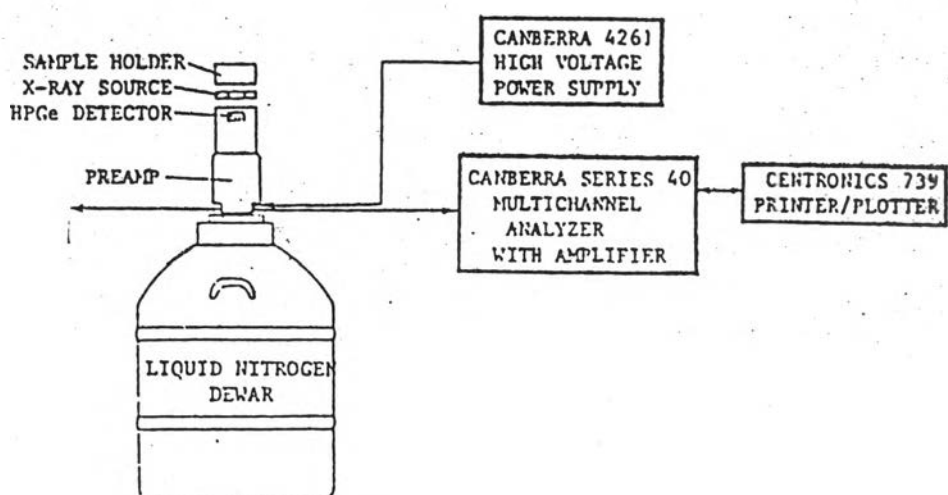 SAMPLE HOLDER
X-RAY SOURCE
HPGe DETECTOR
PREAMP
LIQUID NITROGEN
DEWAR
CANBERRA 4261
HIGH VOLTAGE
POWER SUPPLY
CANBERRA SERIES 40
MULTICHANNEL
ANALYZER
WITH AMPLIFIER
CENTRONICS 739
PRINTER/PLOTTER